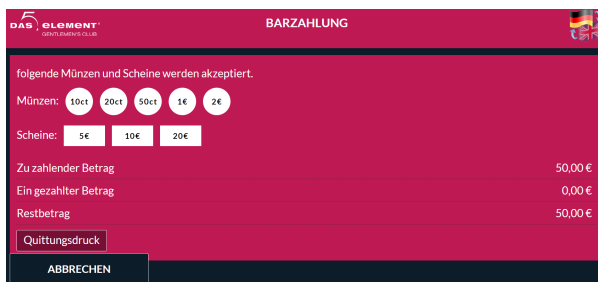 DAS 5 ELEMENT
GENTLEMEN'S CLUB
BARZAHLUNG
folgende Münzen und Scheine werden akzeptiert.
Münzen: 10ct 20ct 50ct 1€ 2€
Scheine: 5€ 10€ 20€
Zu zahlender Betrag 50,00 €
Ein gezahlter Betrag 0,00 €
Restbetrag 50,00 €
Quittungsdruck
ABBRECHEN